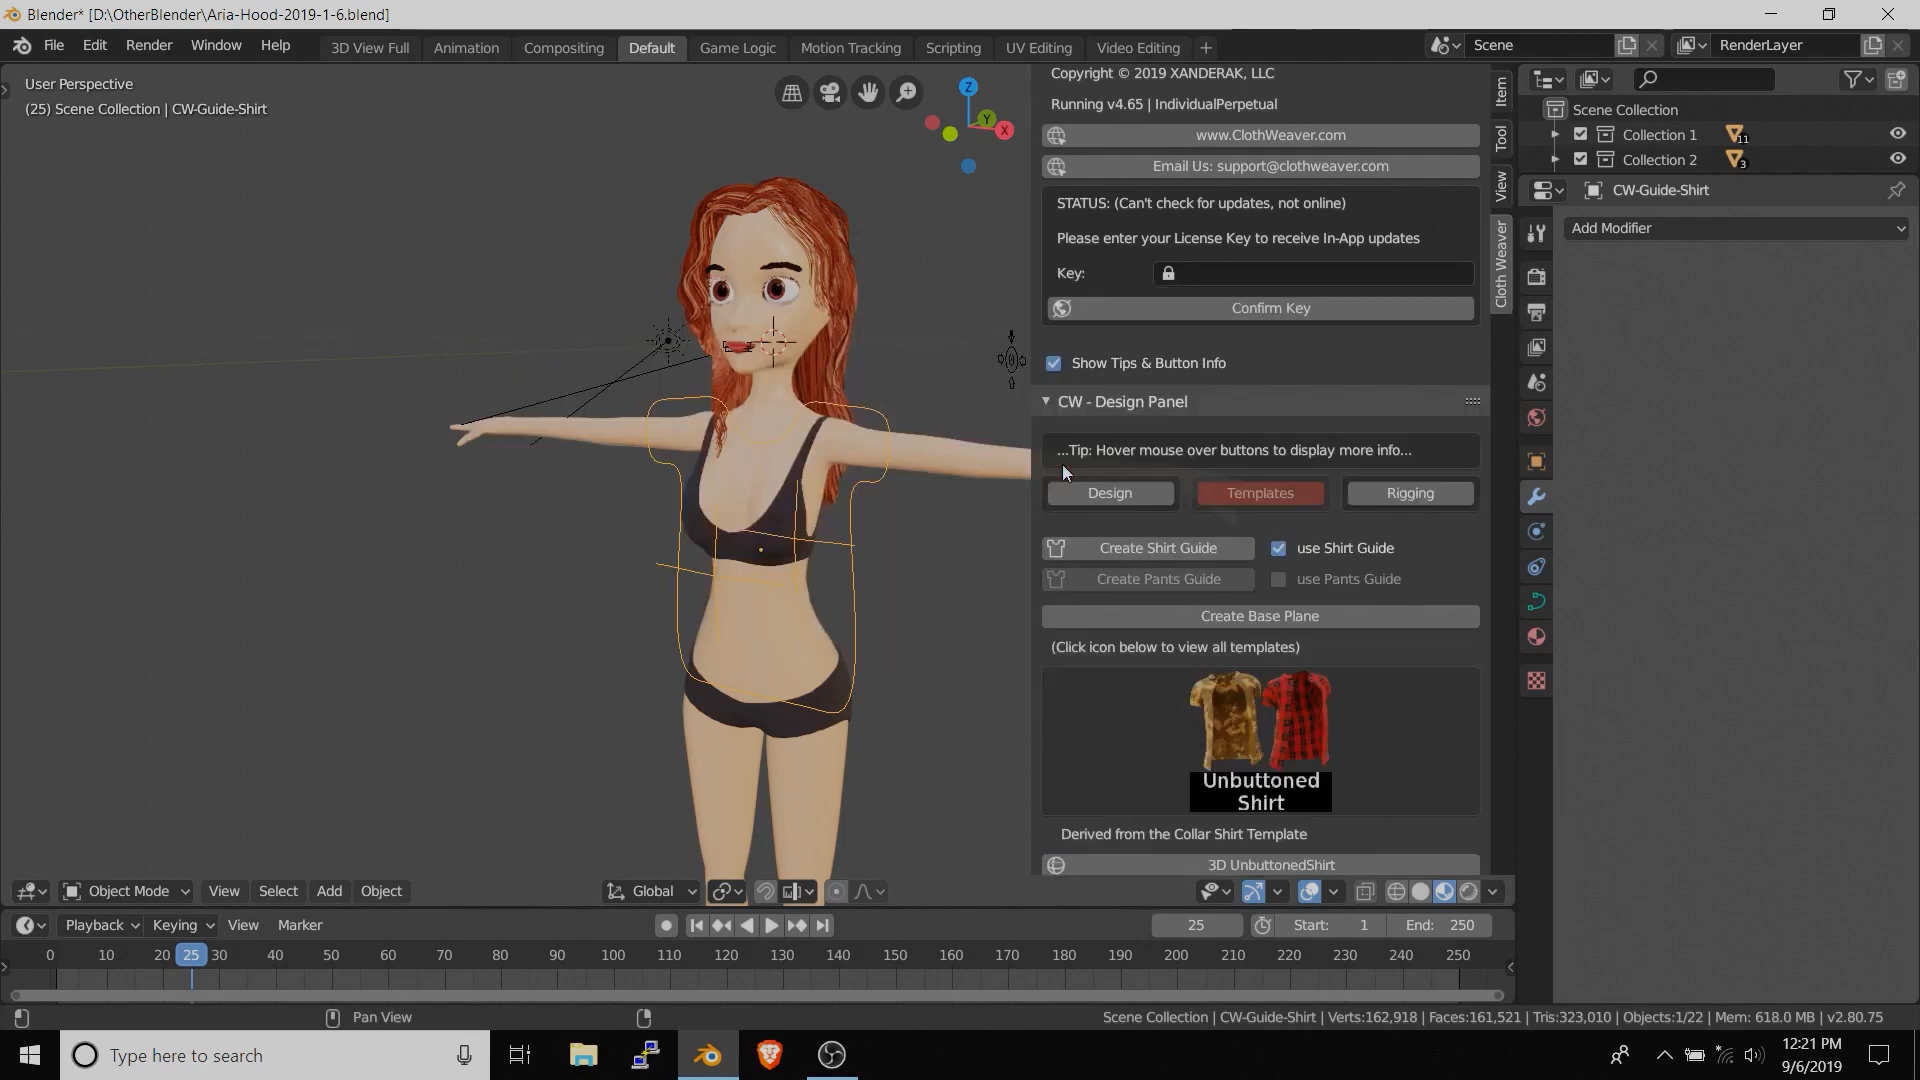 Blender* [D:\OtherBlender\Aria-Hood-2019-1-6.blend]
File Edit Render Window Help 3D View Full Animation Compositing Default Game Logic Motion Tracking Scripting UV Editing Video Editing + Scene RenderLayer
User Perspective
(25) Scene Collection | CW-Guide-Shirt
Z
Y
X
Copyright © 2019 XANDERAK, LLC
Running v4.65 | IndividualPerpetual
www.ClothWeaver.com
Email Us: support@clothweaver.com
STATUS: (Can't check for updates, not online)
Please enter your License Key to receive In-App updates
Key:
Confirm Key
Show Tips & Button Info
CW - Design Panel
...Tip: Hover mouse over buttons to display more info...
Design Templates Rigging
Create Shirt Guide use Shirt Guide
Create Pants Guide use Pants Guide
Create Base Plane
(Click icon below to view all templates)
Unbuttoned
Shirt
Derived from the Collar Shirt Template
3D UnbuttonedShirt
Item
Tool
View
Cloth Weaver
Scene Collection
Collection 1 11
Collection 2 3
CW-Guide-Shirt
Add Modifier
Object Mode View Select Add Object Global
Playback Keying View Marker 25 Start: 1 End: 250
0 10 20 25 30 40 50 60 70 80 90 100 110 120 130 140 150 160 170 180 190 200 210 220 230 240 250
Pan View Scene Collection | CW-Guide-Shirt | Verts:162,918 | Faces:161,521 | Tris:323,010 | Objects:1/22 | Mem: 618.0 MB | v2.80.75
Type here to search
12:21 PM
9/6/2019